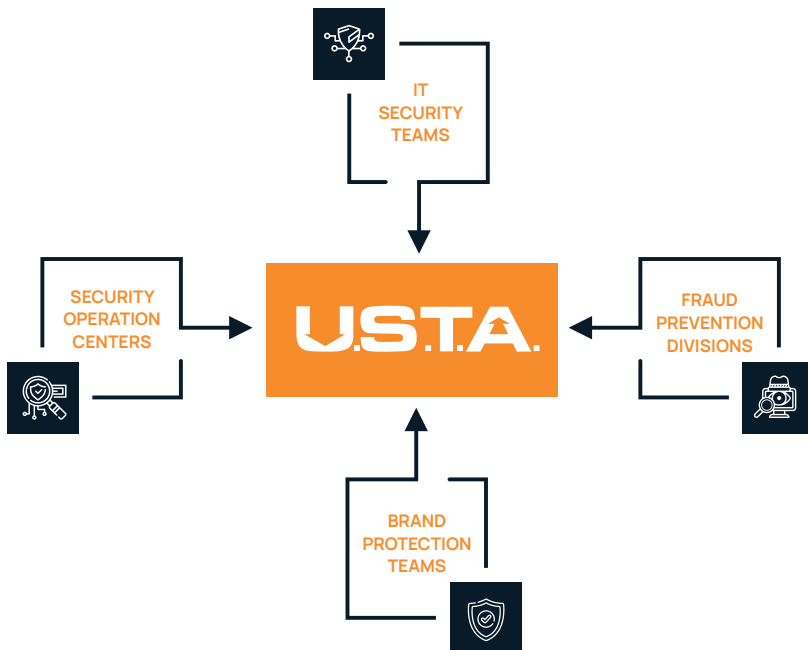 IT
SECURITY
TEAMS
SECURITY
OPERATION
CENTERS
U.S.T.A.
FRAUD
PREVENTION
DIVISIONS
BRAND
PROTECTION
TEAMS